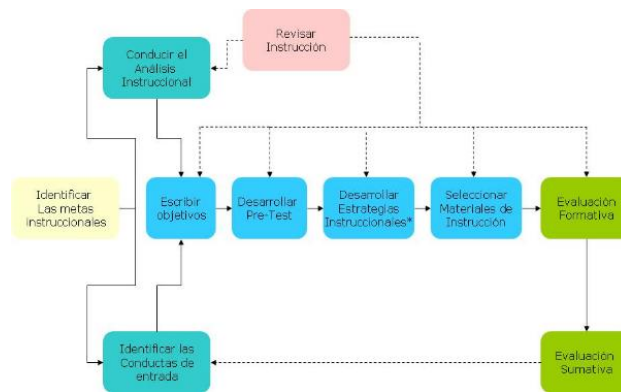 Revisar
Instrucción
Conducir el
Análisis
Instruccional
Identificar
Las metas
instruccionales
Escribir
objetivos
Desarrollar
Pre-Test
Desarrollar
Estrategias
Instruccionales*
Seleccionar
Materiales de
Instrucción
Evaluación
Formativa
Identificar las
Conductas de
entrada
Evaluación
Sumativa